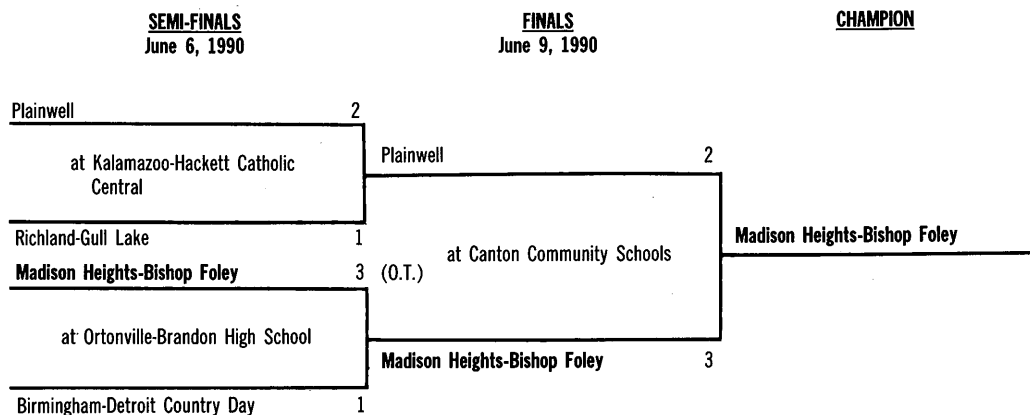 SEMI-FINALS
June 6, 1990
FINALS
June 9, 1990
CHAMPION
Plainwell 2
at Kalamazoo-Hackett Catholic
Central
Richland-Gull Lake 1
Plainwell 2
Madison Heights-Bishop Foley 3 (O.T.)
at Ortonville-Brandon High School
Birmingham-Detroit Country Day 1
at Canton Community Schools
Madison Heights-Bishop Foley 3
Madison Heights-Bishop Foley